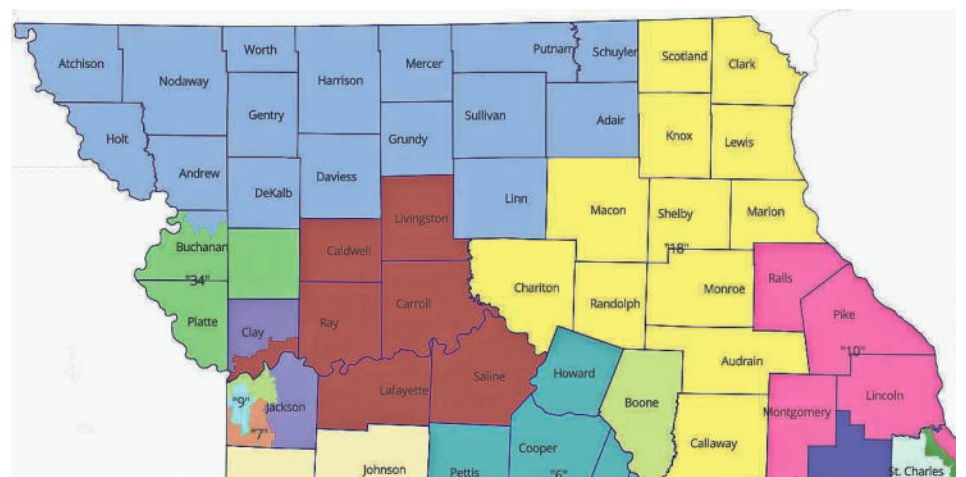 Worth
Putnam
Schuyler
Scotland
Atchison
Mercer
Clark
Nodaway
Harrison
Gentry
Sullivan
Adair
Holt
Grundy
Knox
Lewis
Andrew
Daviess
DeKalb
Linn
Macon
Shelby
Marion
Livingston
Buchanan
Caldwell
"18"
"34"
Ralls
Chariton
Monroe
Carroll
Randolph
Platte
Ray
Pike
Clay
"10"
Audrain
Howard
Saline
Lafayette
Lincoln
"9"
Jackson
Boone
Montgomery
"7"
Callaway
Cooper
Johnson
Pettis
"6"
St. Charles